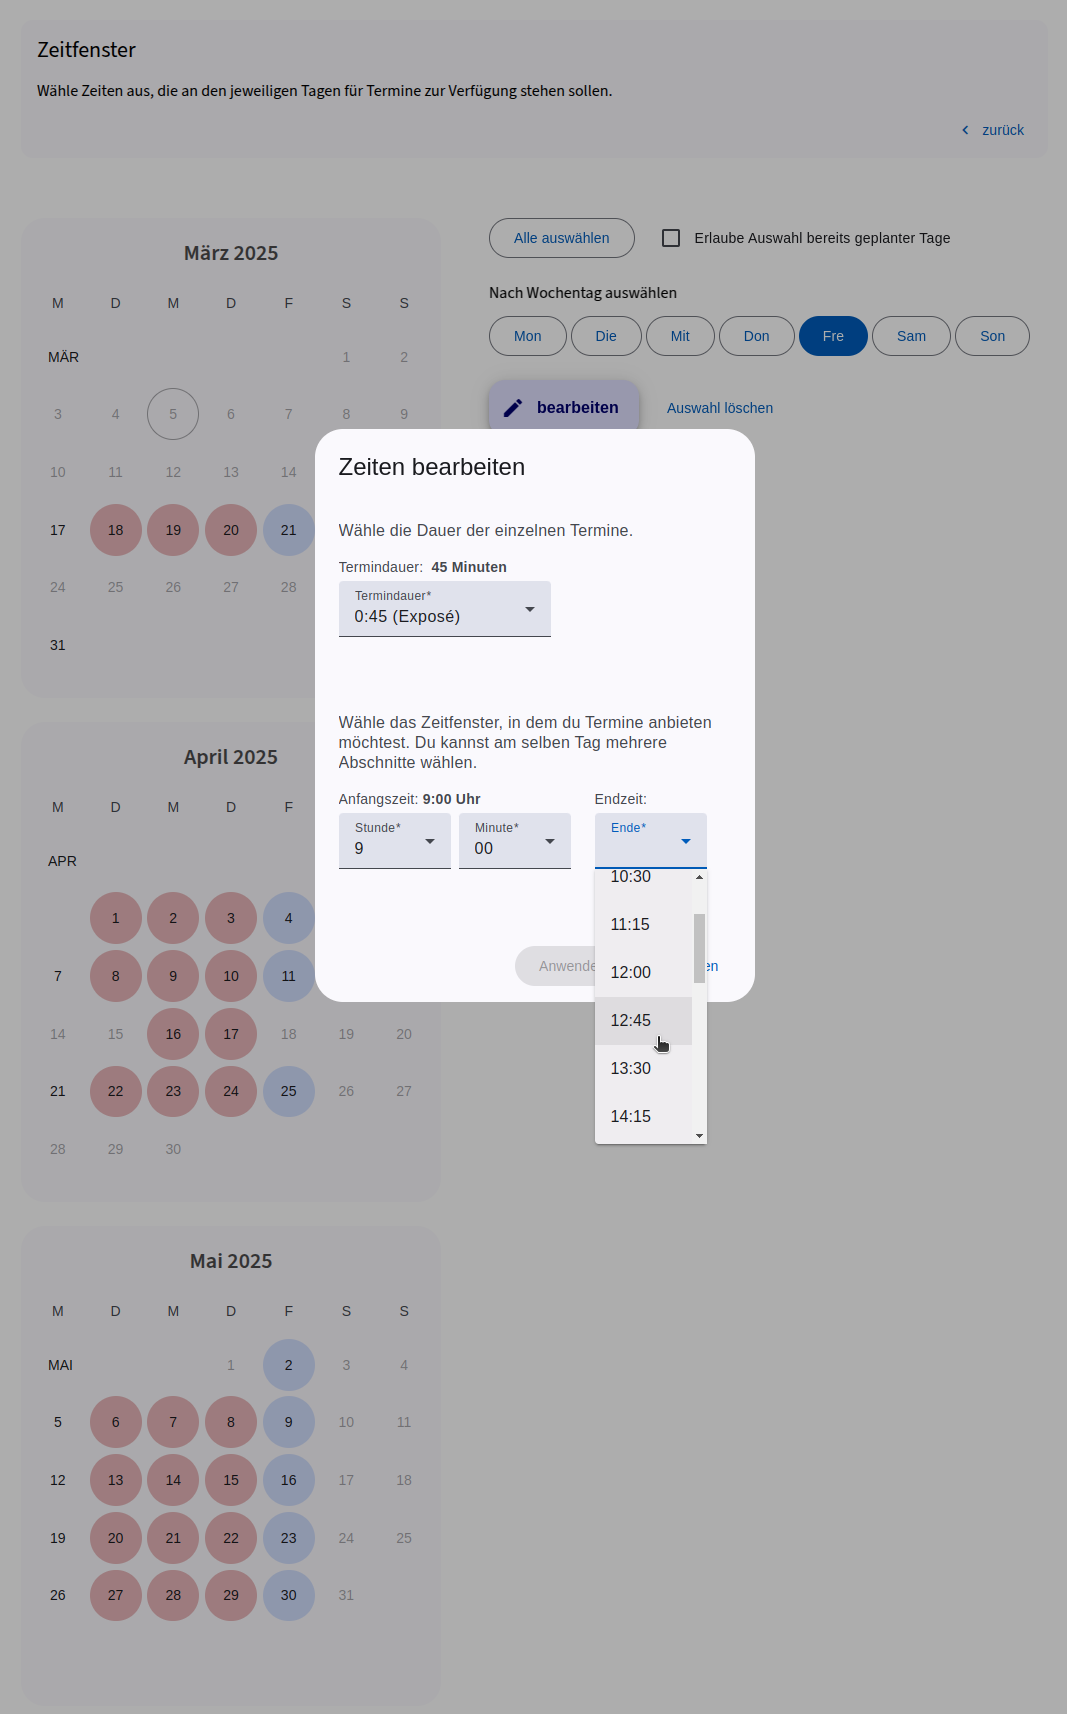 Zeitfenster
Wähle Zeiten aus, die an den jeweiligen Tagen für Termine zur Verfügung stehen sollen.
zurück
März 2025
M D M D F S S
MÄR 1 2
3 4 5 6 7 8 9
10 11 12 13 14
17 18 19 20 21
24 25 26 27 28
31
Alle auswählen
Erlaube Auswahl bereits geplanter Tage
Nach Wochentag auswählen
Mon Die Mit Don Fre Sam Son
bearbeiten
Auswahl löschen
Zeiten bearbeiten
Wähle die Dauer der einzelnen Termine.
Termindauer: 45 Minuten
Termindauer*
0:45 (Exposé)
Wähle das Zeitfenster, in dem du Termine anbieten
möchtest. Du kannst am selben Tag mehrere
Abschnitte wählen.
Anfangszeit: 9:00 Uhr
Stunde*
9
Minute*
00
Endzeit:
Ende*
10:30
11:15
12:00
12:45
13:30
14:15
Anwende
en
April 2025
M D M D F
APR
1 2 3 4
7 8 9 10 11
14 15 16 17 18 19 20
21 22 23 24 25 26 27
28 29 30
Mai 2025
M D M D F S S
MAI 1 2 3 4
5 6 7 8 9 10 11
12 13 14 15 16 17 18
19 20 21 22 23 24 25
26 27 28 29 30 31